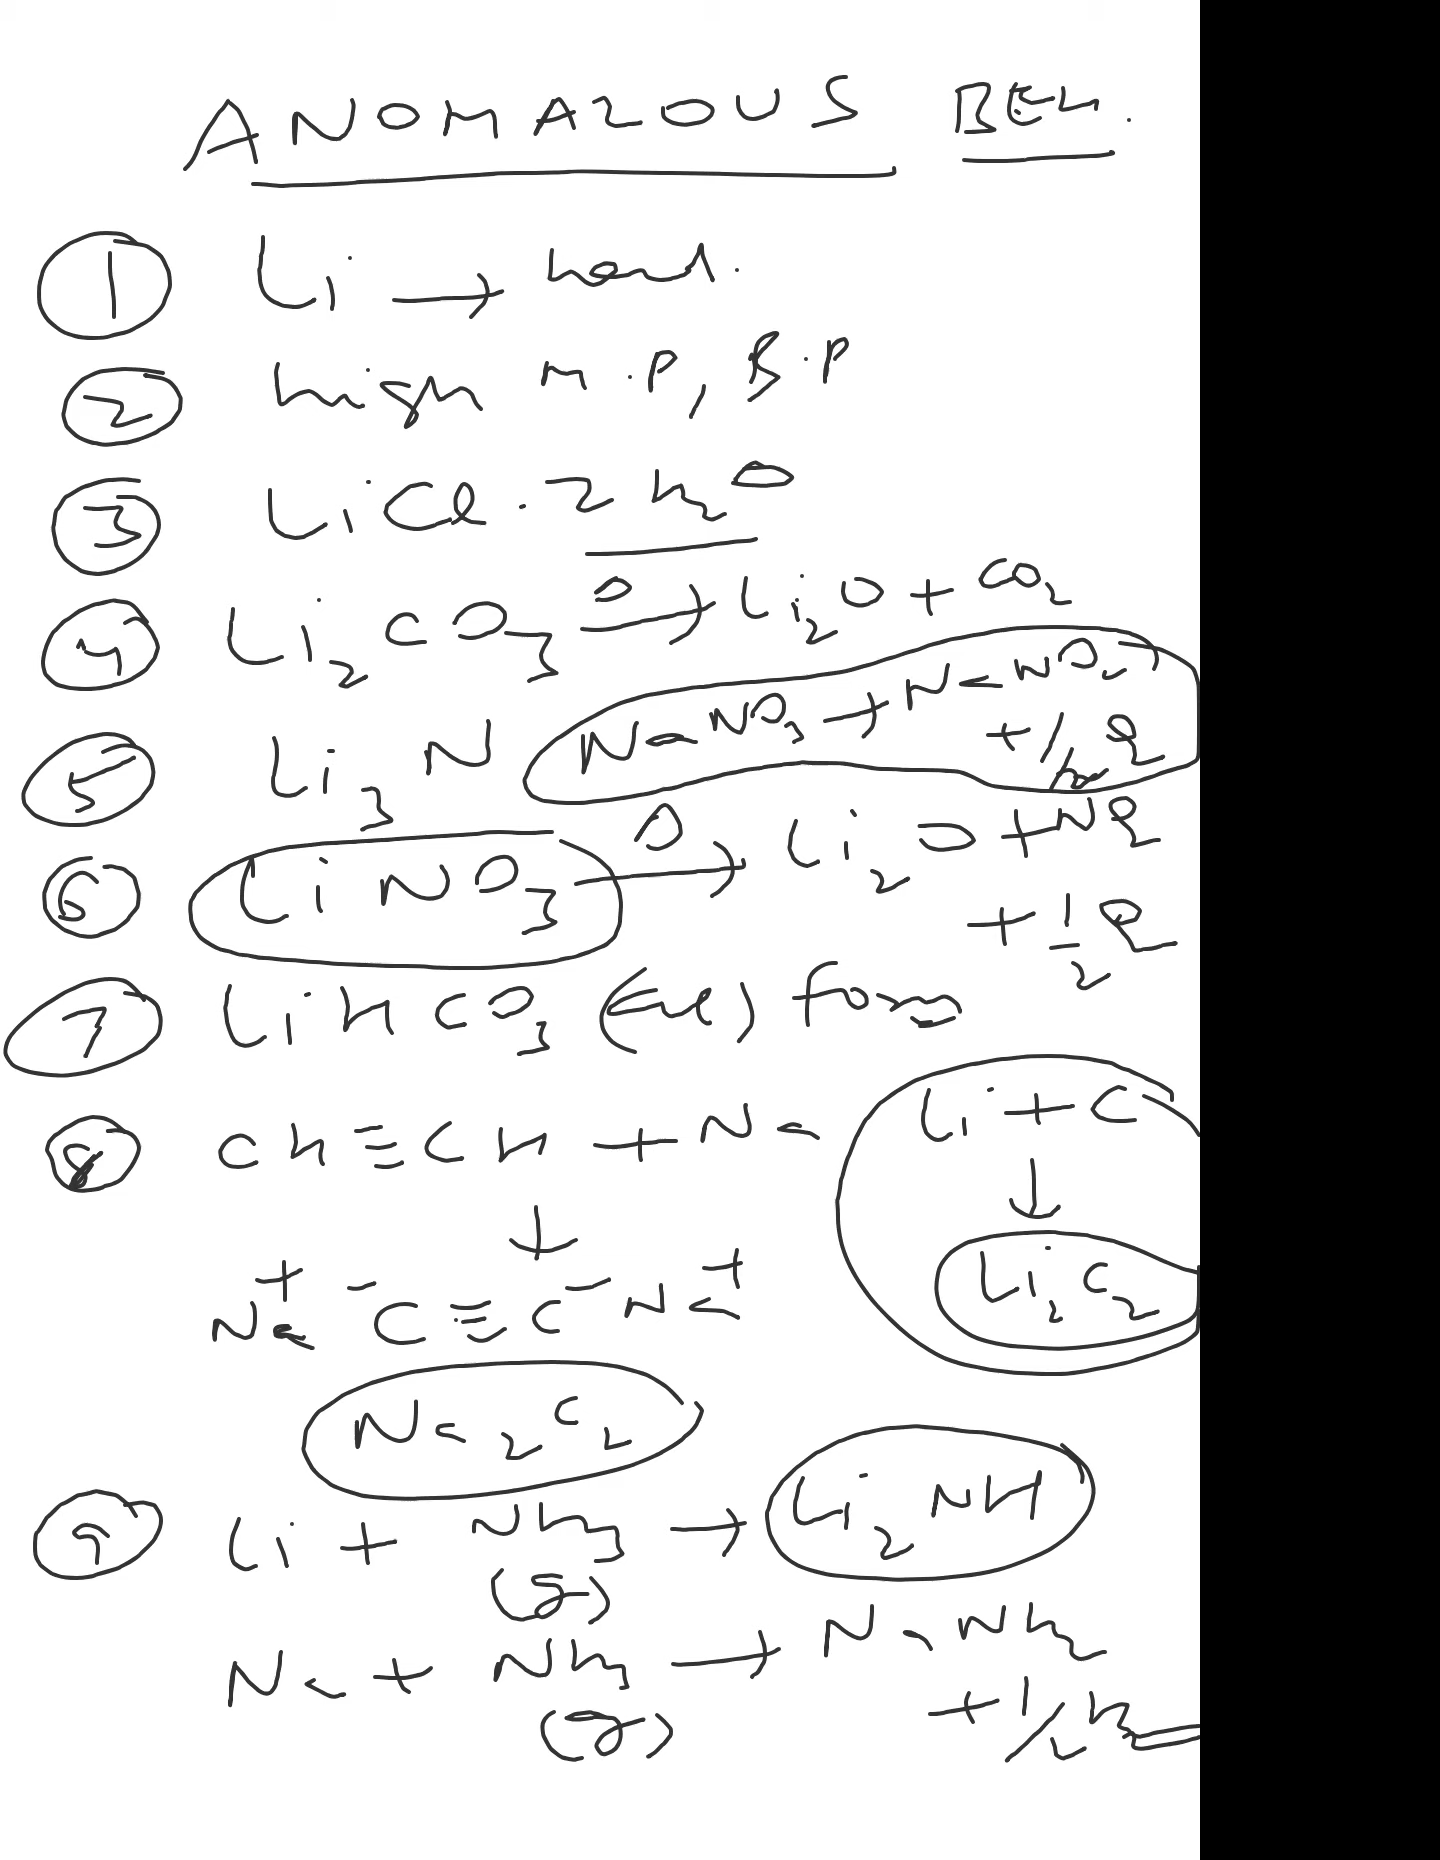 ANOMALOUS BEH.
① Li → hard.
② high M.P, B.P
③ LiCl.2H₂O
④ Li₂CO₃ →Δ Li₂O + CO₂
⑤ Li₃N NaNO₃ → NaNO₂
+ 1/2 O₂
⑥ LiNO₃ →Δ Li₂O + NO₂
+ 1/2 O₂
⑦ LiHCO₃ form
⑧ CH≡CH + Na
↓
Na⁺ ⁻C≡C⁻ Na⁺
Na₂C₂
Li + C
↓
Li₂C₂
⑨ Li + NH₃ → Li₂NH
(g)
Na + NH₃ → NaNH₂
(g) + 1/2 H₂